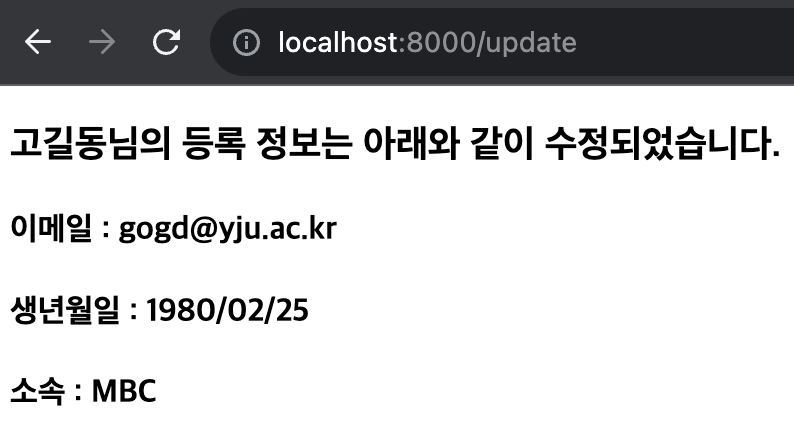 localhost:8000/update
고길동님의 등록 정보는 아래와 같이 수정되었습니다.
이메일 : gogd@yju.ac.kr
생년월일 : 1980/02/25
소속 : MBC